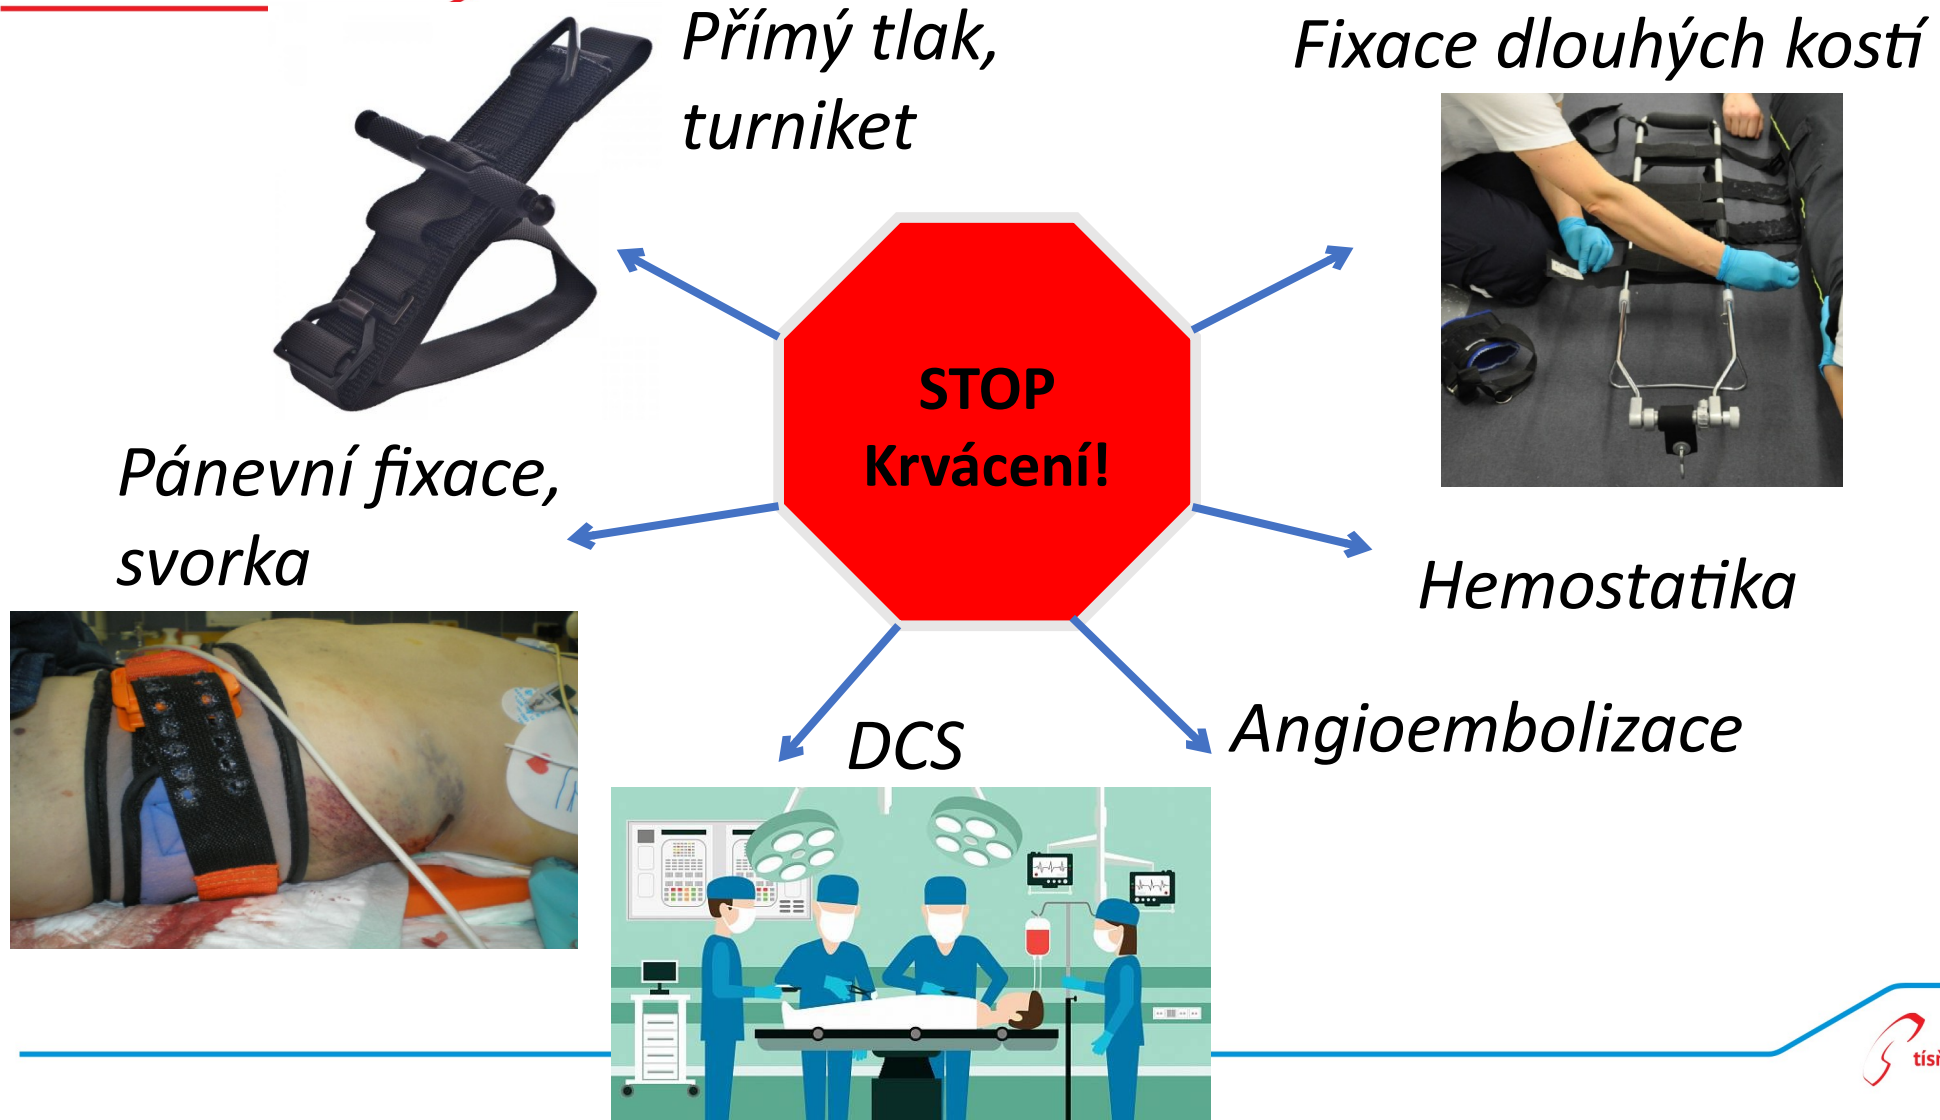 Přímý tlak,
turniket
Fixace dlouhých kostí
STOP
Krvácení!
Pánevní fixace,
svorka
Hemostatika
DCS
Angioembolizace